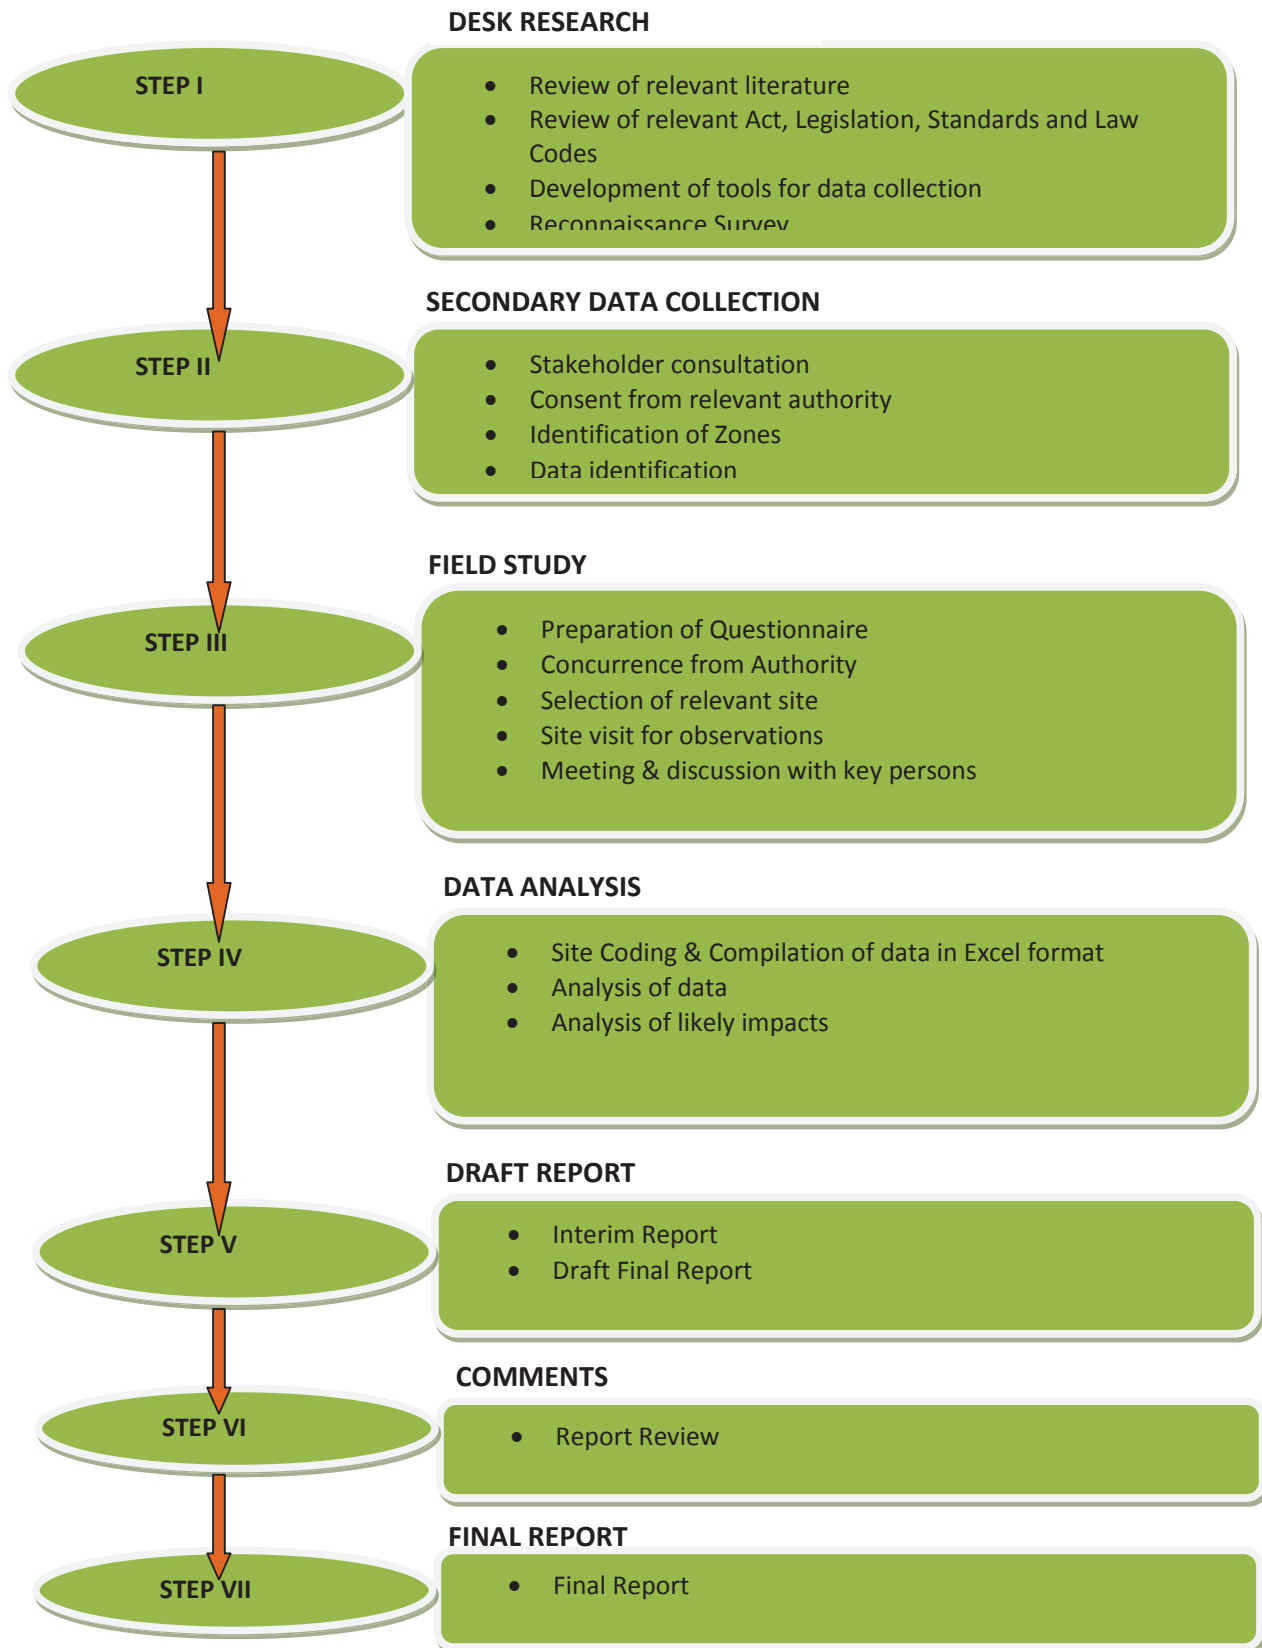 DESK RESEARCH
STEP I
• Review of relevant literature
• Review of relevant Act, Legislation, Standards and Law
Codes
• Development of tools for data collection
• Reconnaissance Survey
SECONDARY DATA COLLECTION
STEP II
• Stakeholder consultation
• Consent from relevant authority
• Identification of Zones
• Data identification
FIELD STUDY
STEP III
• Preparation of Questionnaire
• Concurrence from Authority
• Selection of relevant site
• Site visit for observations
• Meeting & discussion with key persons
DATA ANALYSIS
STEP IV
• Site Coding & Compilation of data in Excel format
• Analysis of data
• Analysis of likely impacts
DRAFT REPORT
STEP V
• Interim Report
• Draft Final Report
COMMENTS
STEP VI
• Report Review
FINAL REPORT
STEP VII
• Final Report